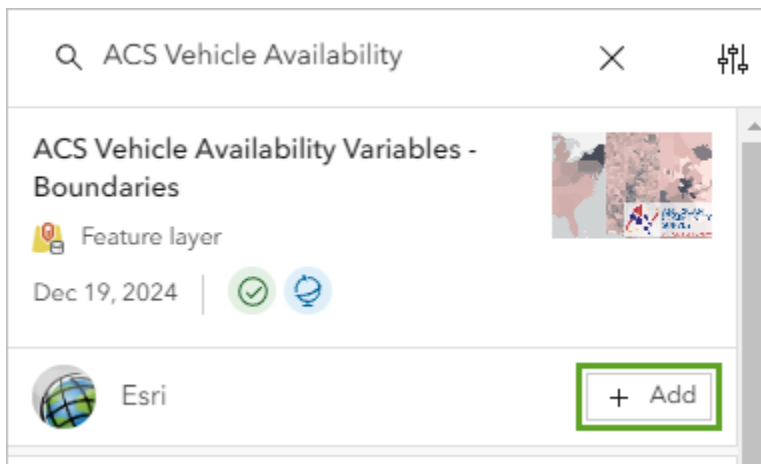 ACS Vehicle Availability
ACS Vehicle Availability Variables -
Boundaries
Feature layer
Dec 19, 2024
Esri
+ Add